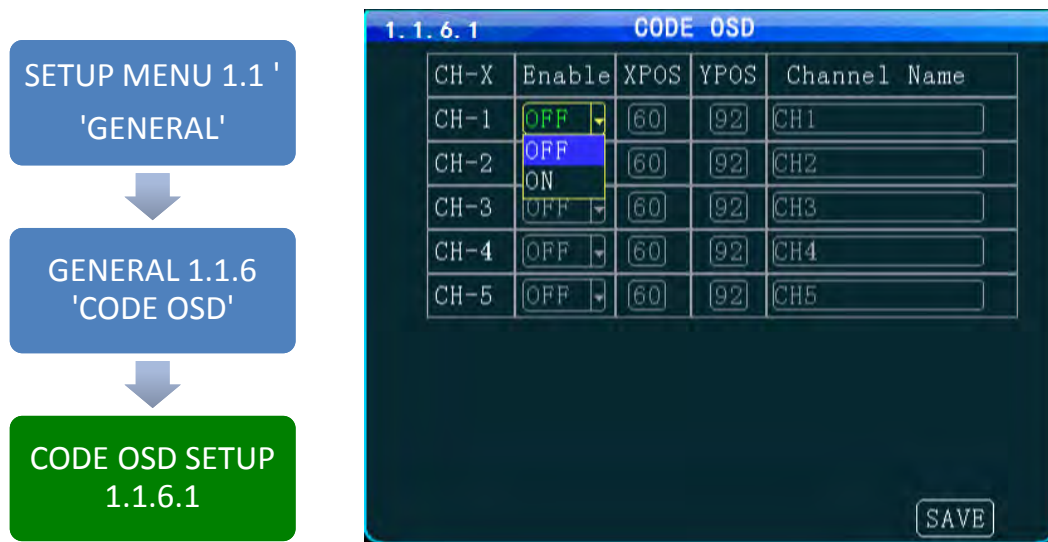 SETUP MENU 1.1 '
'GENERAL'
GENERAL 1.1.6
'CODE OSD'
CODE OSD SETUP
1.1.6.1
1.1.6.1 CODE OSD
CH-X Enable XPOS YPOS Channel Name
CH-1 OFF 60 92 CH1
OFF
CH-2 60 92 CH2
ON
CH-3 OFF 60 92 CH3
CH-4 OFF 60 92 CH4
CH-5 OFF 60 92 CH5
SAVE